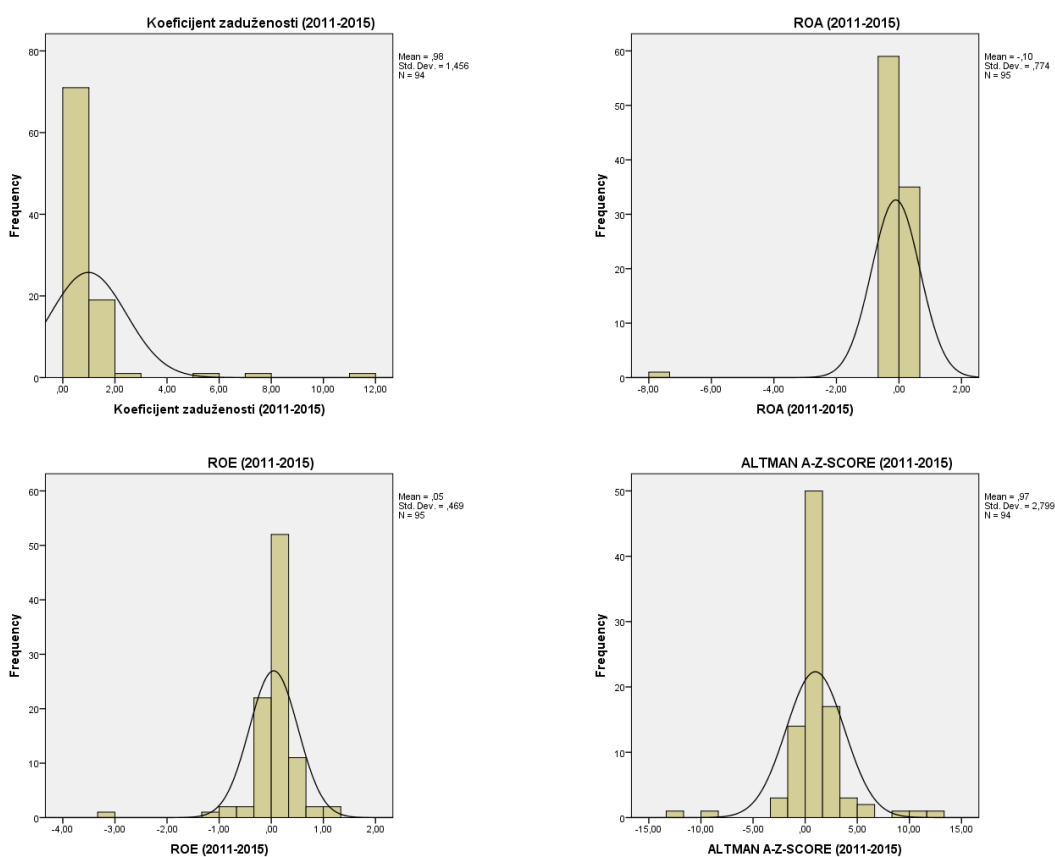 Koeficijent zaduženosti (2011-2015)
Mean = ,98
Std. Dev. = 1,456
N = 94
80
60
40
20
0
Frequency
,00 2,00 4,00 6,00 8,00 10,00 12,00
Koeficijent zaduženosti (2011-2015)
ROA (2011-2015)
Mean = -,10
Std. Dev. = ,774
N = 95
60
50
40
30
20
10
0
Frequency
-8,00 -6,00 -4,00 -2,00 ,00 2,00
ROA (2011-2015)
ROE (2011-2015)
Mean = ,05
Std. Dev. = ,469
N = 95
60
50
40
30
20
10
0
Frequency
-4,00 -3,00 -2,00 -1,00 ,00 1,00 2,00
ROE (2011-2015)
ALTMAN A-Z-SCORE (2011-2015)
Mean = ,97
Std. Dev. = 2,799
N = 94
50
40
30
20
10
0
Frequency
-15,00 -10,00 -5,00 ,00 5,00 10,00 15,00
ALTMAN A-Z-SCORE (2011-2015)